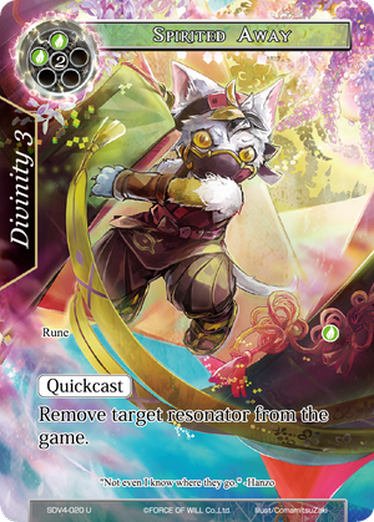 Spirited Away
2
Divinity 3
Rune
Quickcast
Remove target resonator from the
game.
"Not even I know where they go." -Hanzo
SDV4-020 U
©FORCE OF WILL Co.,Ltd.
Illust/ComamitsuZaki